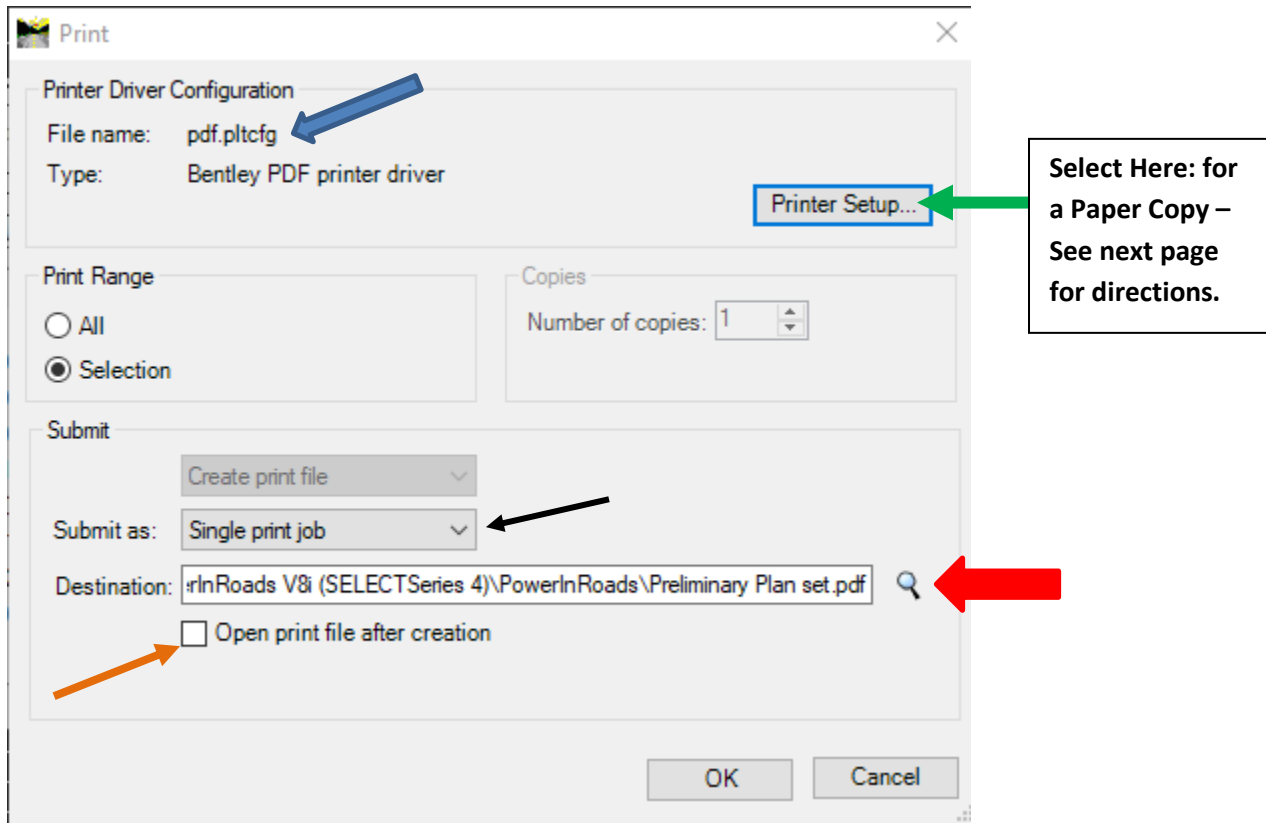 Print
Printer Driver Configuration
File name: pdf.pltcfg
Type: Bentley PDF printer driver
Printer Setup...
Select Here: for
a Paper Copy –
See next page
for directions.
Print Range
All
Selection
Copies
Number of copies: 1
Submit
Create print file
Submit as: Single print job
Destination: erInRoads V8i (SELECTSeries 4)\PowerInRoads\Preliminary Plan set.pdf
Open print file after creation
OK Cancel